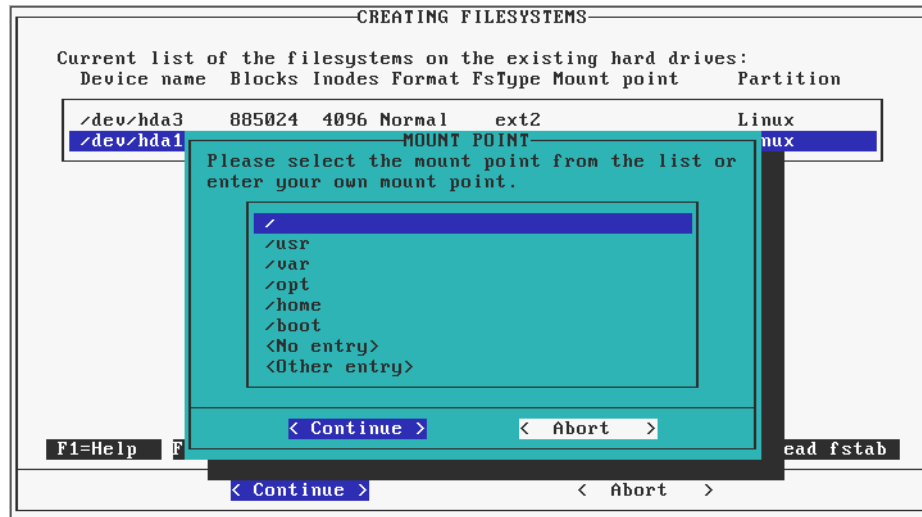 CREATING FILESYSTEMS
Current list of the filesystems on the existing hard drives:
Device name Blocks Inodes Format FsType Mount point Partition
/dev/hda3 885024 4096 Normal ext2 Linux
/dev/hda1 nux
MOUNT POINT
Please select the mount point from the list or
enter your own mount point.
/
/usr
/var
/opt
/home
/boot
<No entry>
<Other entry>
< Continue > < Abort >
F1=Help F ead fstab
< Continue > < Abort >